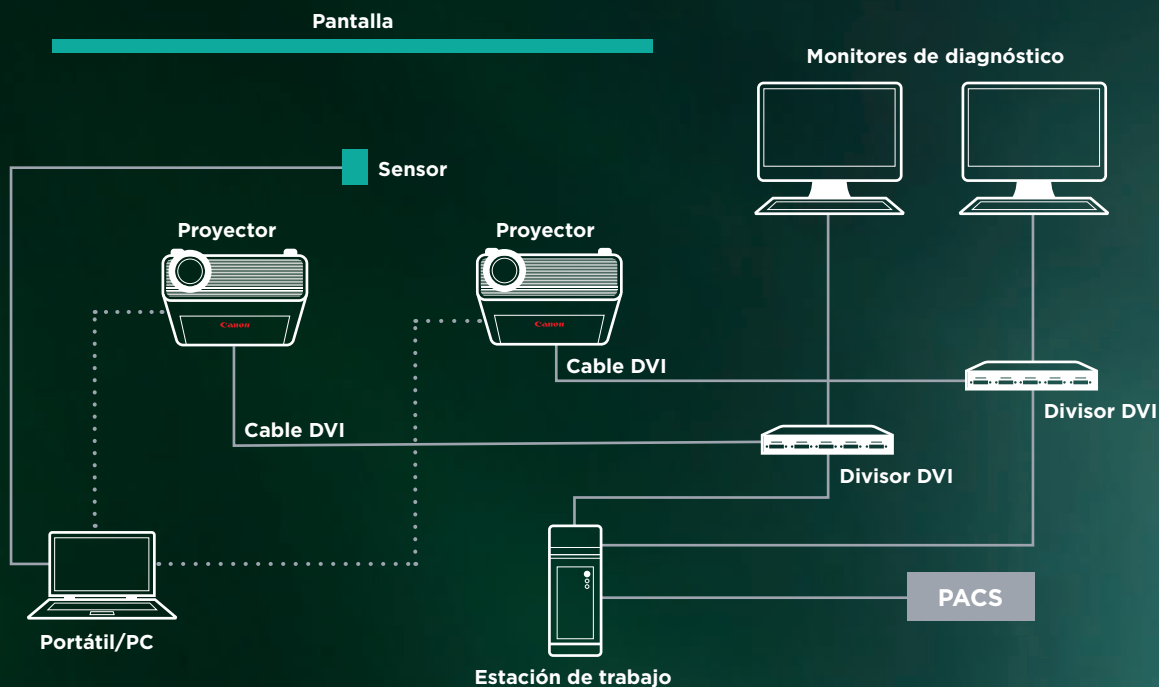 Pantalla
Monitores de diagnóstico
Sensor
Proyector
Proyector
Canon
Canon
Cable DVI
Divisor DVI
Cable DVI
Divisor DVI
PACS
Portátil/PC
Estación de trabajo